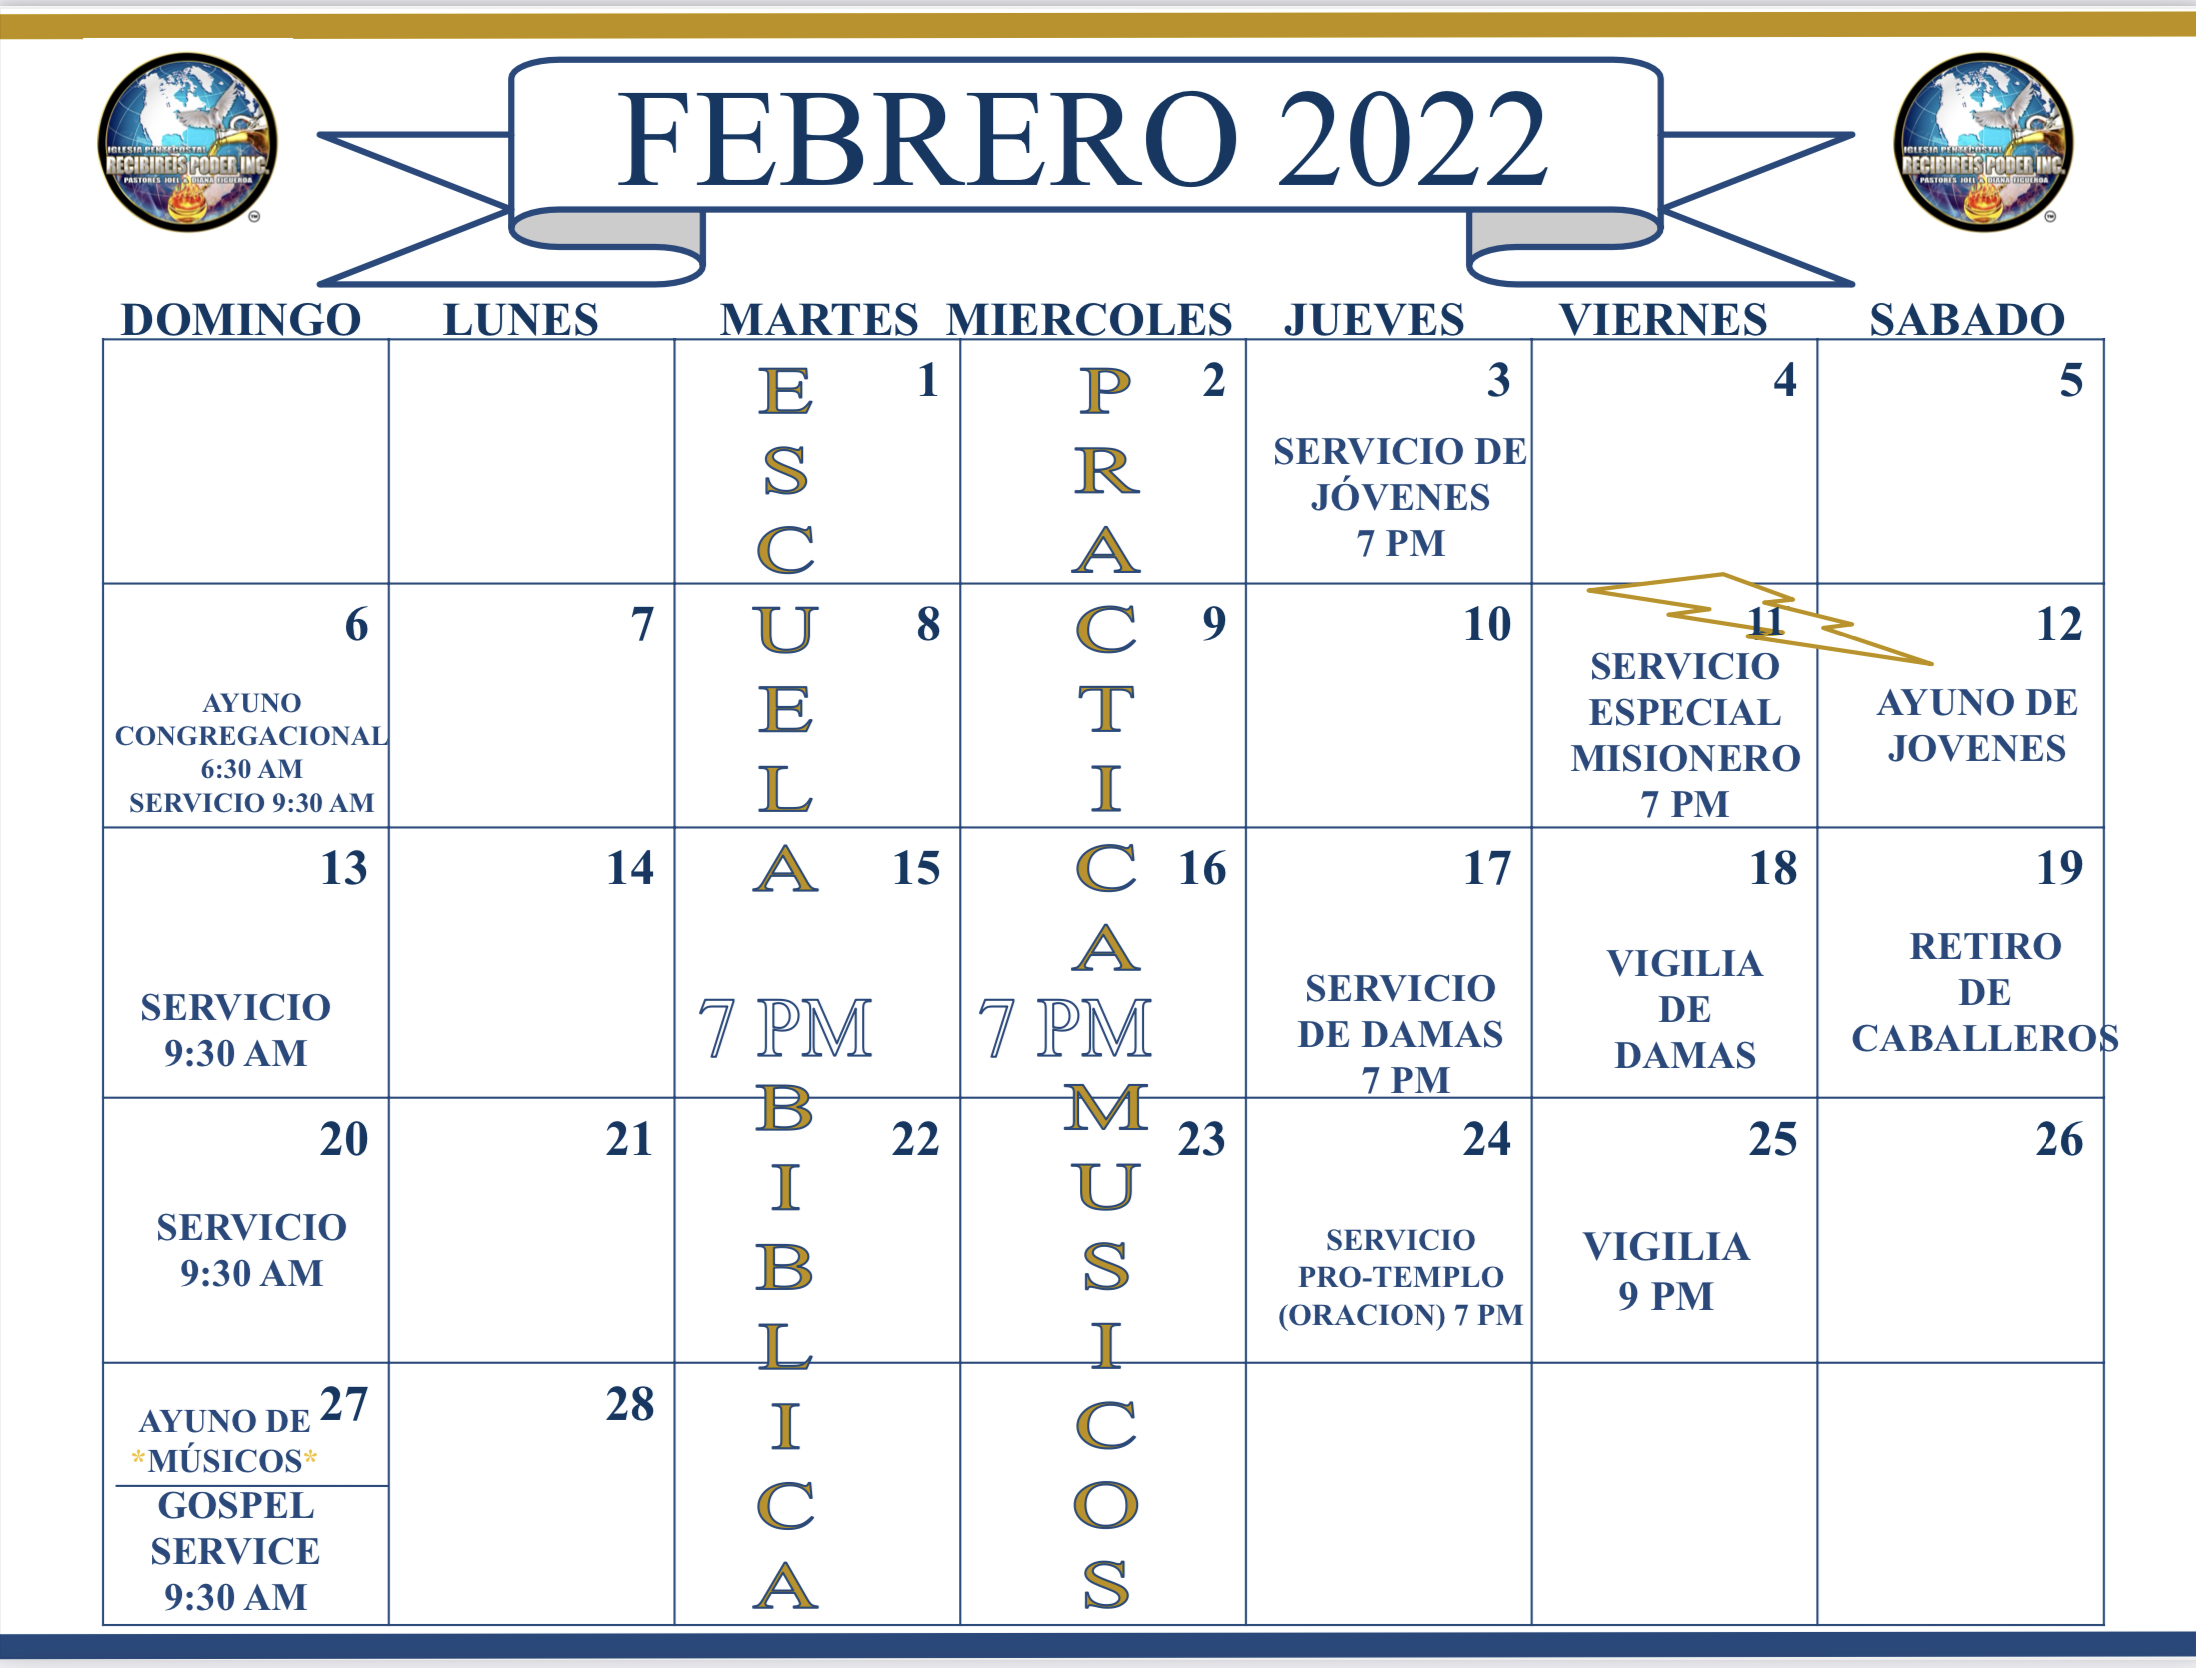 FEBRERO 2022
IGLESIA PENTECOSTAL
RECIBIREIS PODER, INC.
PASTORES JOEL & DIANA FIGUEROA
TM
IGLESIA PENTECOSTAL
RECIBIREIS PODER, INC.
PASTORES JOEL & DIANA FIGUEROA
TM
DOMINGO LUNES MARTES MIERCOLES JUEVES VIERNES SABADO
1 2 3 4 5
SERVICIO DE
JÓVENES
7 PM
6 7 8 9 10 11 12
AYUNO
CONGREGACIONAL
6:30 AM
SERVICIO 9:30 AM
SERVICIO
ESPECIAL
MISIONERO
7 PM
AYUNO DE
JOVENES
13 14 15 16 17 18 19
SERVICIO
9:30 AM
SERVICIO
DE DAMAS
7 PM
VIGILIA
DE
DAMAS
RETIRO
DE
CABALLEROS
20 21 22 23 24 25 26
SERVICIO
9:30 AM
SERVICIO
PRO-TEMPLO
(ORACION) 7 PM
VIGILIA
9 PM
27 28
AYUNO DE
*MÚSICOS*
GOSPEL
SERVICE
9:30 AM
ESCUELA
7 PM
BIBLICA
PRACTICA
7 PM
MUSICOS